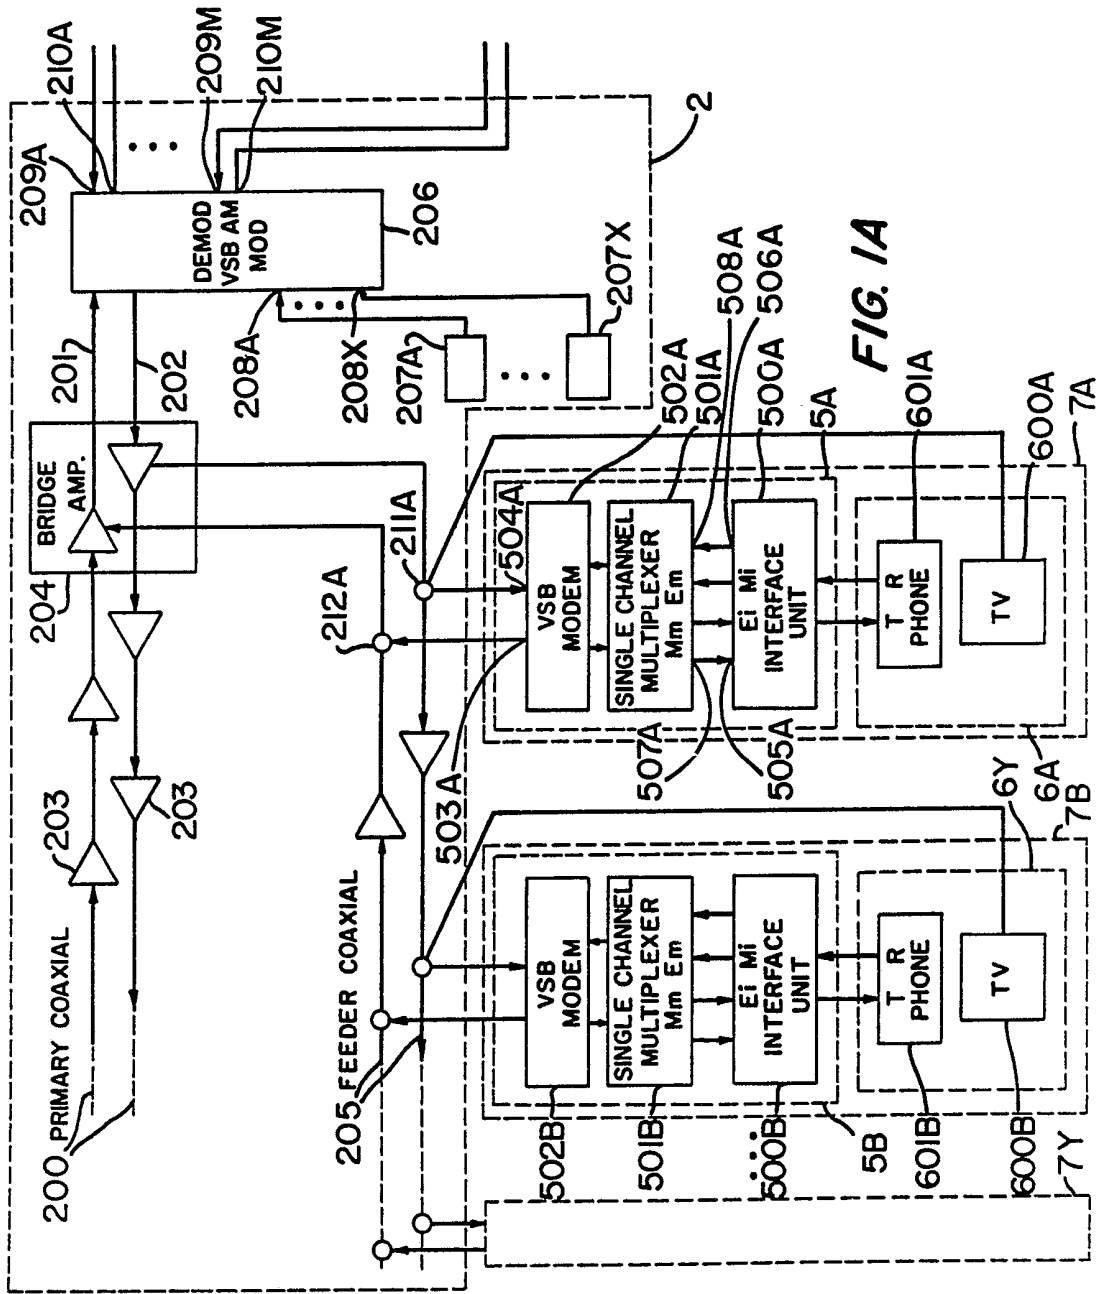 210A
209M
210M
209A
DEMOD
VSB AM
MOD
206
2
201
202
208A
208X
207A
207X
FIG. 1A
BRIDGE
AMP.
204
203
203
200 PRIMARY COAXIAL
205 FEEDER COAXIAL
212A
211A
504A
503A
VSB
MODEM
SINGLE CHANNEL
MULTIPLEXER
Mm Em
Ei Mi
INTERFACE
UNIT
T R
PHONE
TV
502A
501A
508A
506A
500A
5A
601A
600A
7A
507A
505A
6A
6Y
7B
VSB
MODEM
SINGLE CHANNEL
MULTIPLEXER
Mm Em
Ei Mi
INTERFACE
UNIT
T R
PHONE
TV
502B
501B
500B
5B
601B
600B
7Y